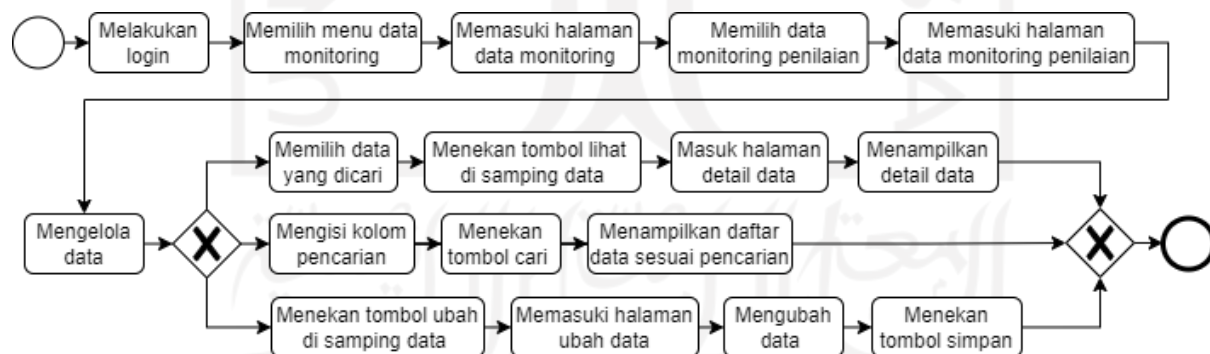 Melakukan
login
Memilih menu data
monitoring
Memasuki halaman
data monitoring
Memilih data
monitoring penilaian
Memasuki halaman
data monitoring penilaian
Mengelola
data
Memilih data
yang dicari
Menekan tombol lihat
di samping data
Masuk halaman
detail data
Menampilkan
detail data
Mengisi kolom
pencarian
Menekan
tombol cari
Menampilkan daftar
data sesuai pencarian
Menekan tombol ubah
di samping data
Memasuki halaman
ubah data
Mengubah
data
Menekan
tombol simpan